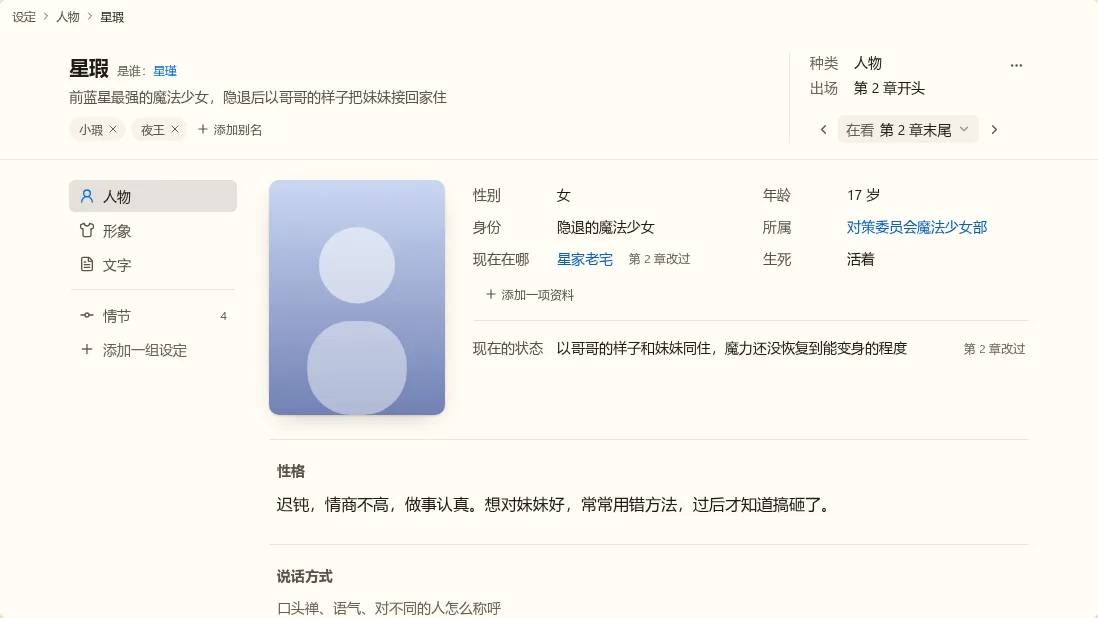 设定 > 人物 > 星瑕
星瑕 是谁: 星瑾
前蓝星最强的魔法少女，隐退后以哥哥的样子把妹妹接回家住
小瑕 × 夜王 × + 添加别名
种类 人物 ...
出场 第 2 章开头
< 在看 第 2 章末尾 >
人物
形象
文字
情节 4
+ 添加一组设定
性别 女 年龄 17 岁
身份 隐退的魔法少女 所属 对策委员会魔法少女部
现在在哪 星家老宅 第 2 章改过 生死 活着
+ 添加一项资料
现在的状态 以哥哥的样子和妹妹同住，魔力还没恢复到能变身的程度 第 2 章改过
性格
迟钝，情商不高，做事认真。想对妹妹好，常常用错方法，过后才知道搞砸了。
说话方式
口头禅、语气、对不同的人怎么称呼